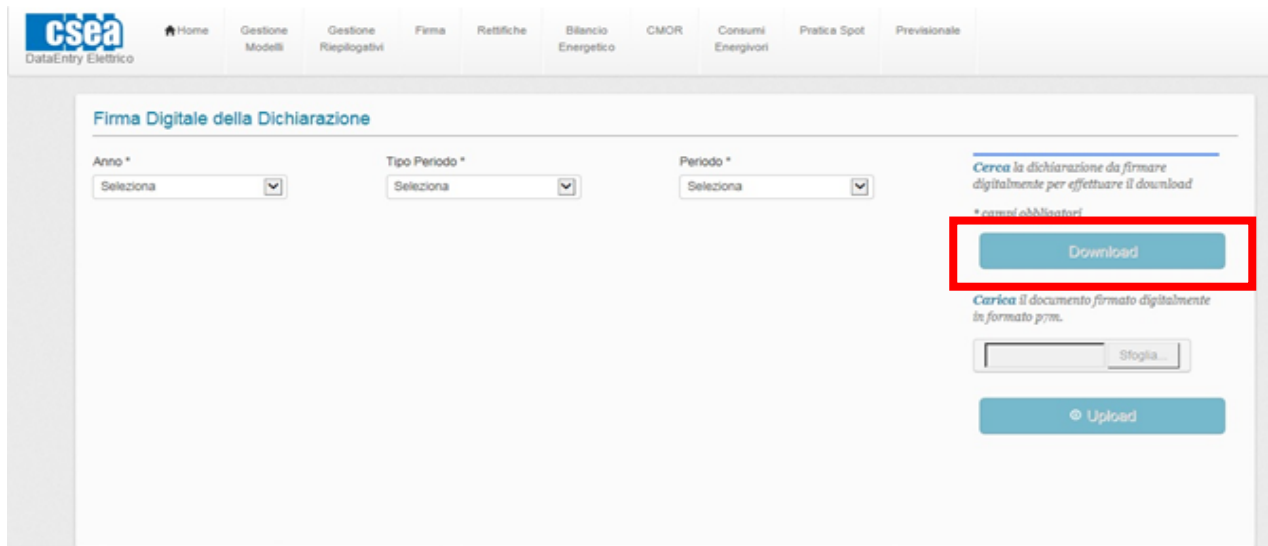 csea
DataEntry Elettrico
Home
Gestione
Modelli
Gestione
Riepilogativi
Firma
Rettifiche
Bilancio
Energetico
CMOR
Consumi
Energivori
Pratica Spot
Previsionale
Firma Digitale della Dichiarazione
Anno *
Seleziona
Tipo Periodo *
Seleziona
Periodo *
Seleziona
Cerca la dichiarazione da firmare
digitalmente per effettuare il download
* campi obbligatori
Download
Carica il documento firmato digitalmente
in formato p7m.
Sfoglia...
Upload